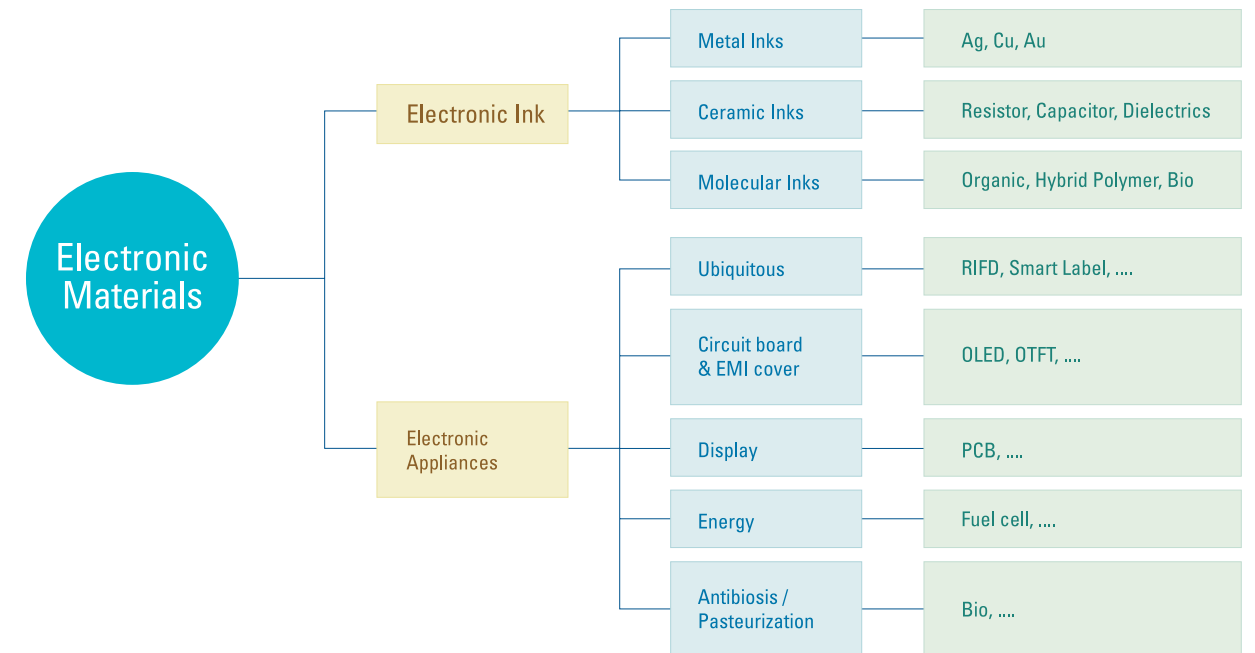 Electronic
Materials
Electronic Ink
Metal Inks
Ag, Cu, Au
Ceramic Inks
Resistor, Capacitor, Dielectrics
Molecular Inks
Organic, Hybrid Polymer, Bio
Electronic
Appliances
Ubiquitous
RIFD, Smart Label, ....
Circuit board
& EMI cover
OLED, OTFT, ....
Display
PCB, ....
Energy
Fuel cell, ....
Antibiosis /
Pasteurization
Bio, ....